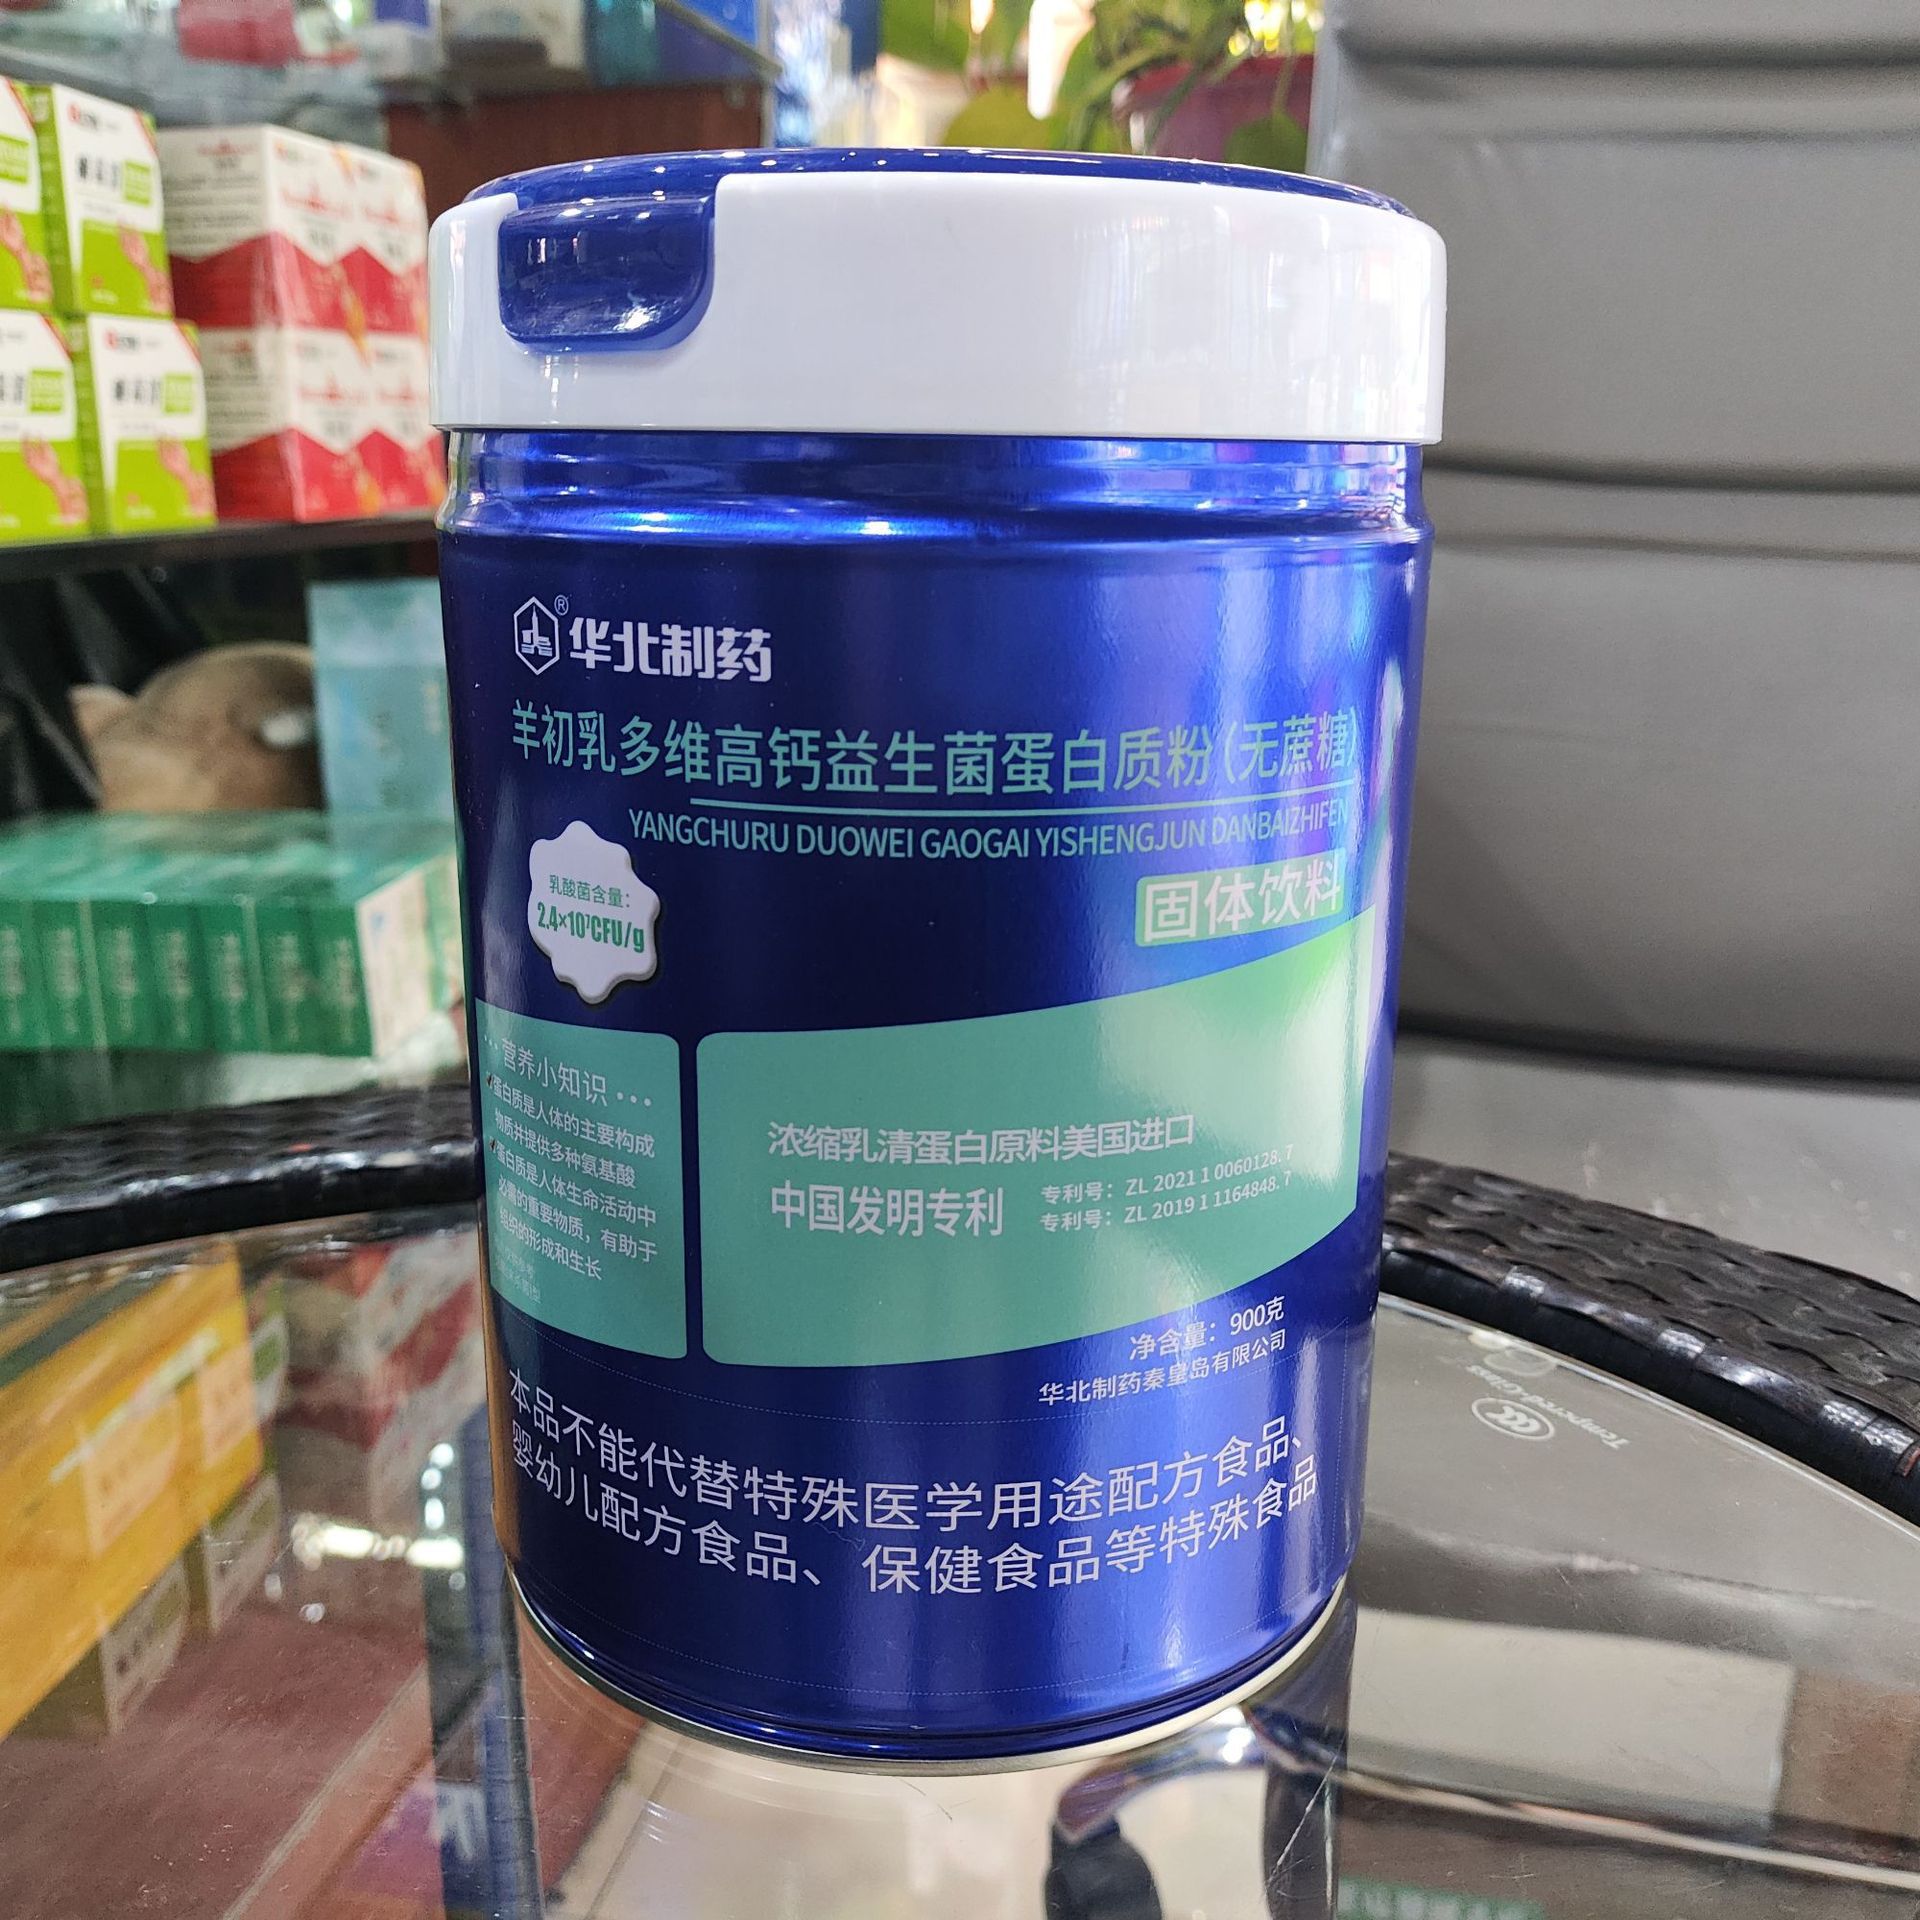 華北制药
羊初乳多维高钙益生菌蛋白质粉(无蔗糖)
YANGCHURU DUOWEI GAOGAI YISHENGJUN DANBAIZHIFEN
固体饮料
乳酸菌含量:
2.4×10⁷CFU/g
···营养小知识···
✓蛋白质是人体的主要构成
物质并提供多种氨基酸
✓蛋白质是人体生命活动中
必需的重要物质，有助于
组织的形成和生长
浓缩乳清蛋白原料美国进口
中国发明专利
专利号：ZL 2021 1 0060128.7
专利号：ZL 2019 1 1164848.7
净含量：900克
华北制药秦皇岛有限公司
本品不能代替特殊医学用途配方食品、
婴幼儿配方食品、保健食品等特殊食品
Tempered Glass